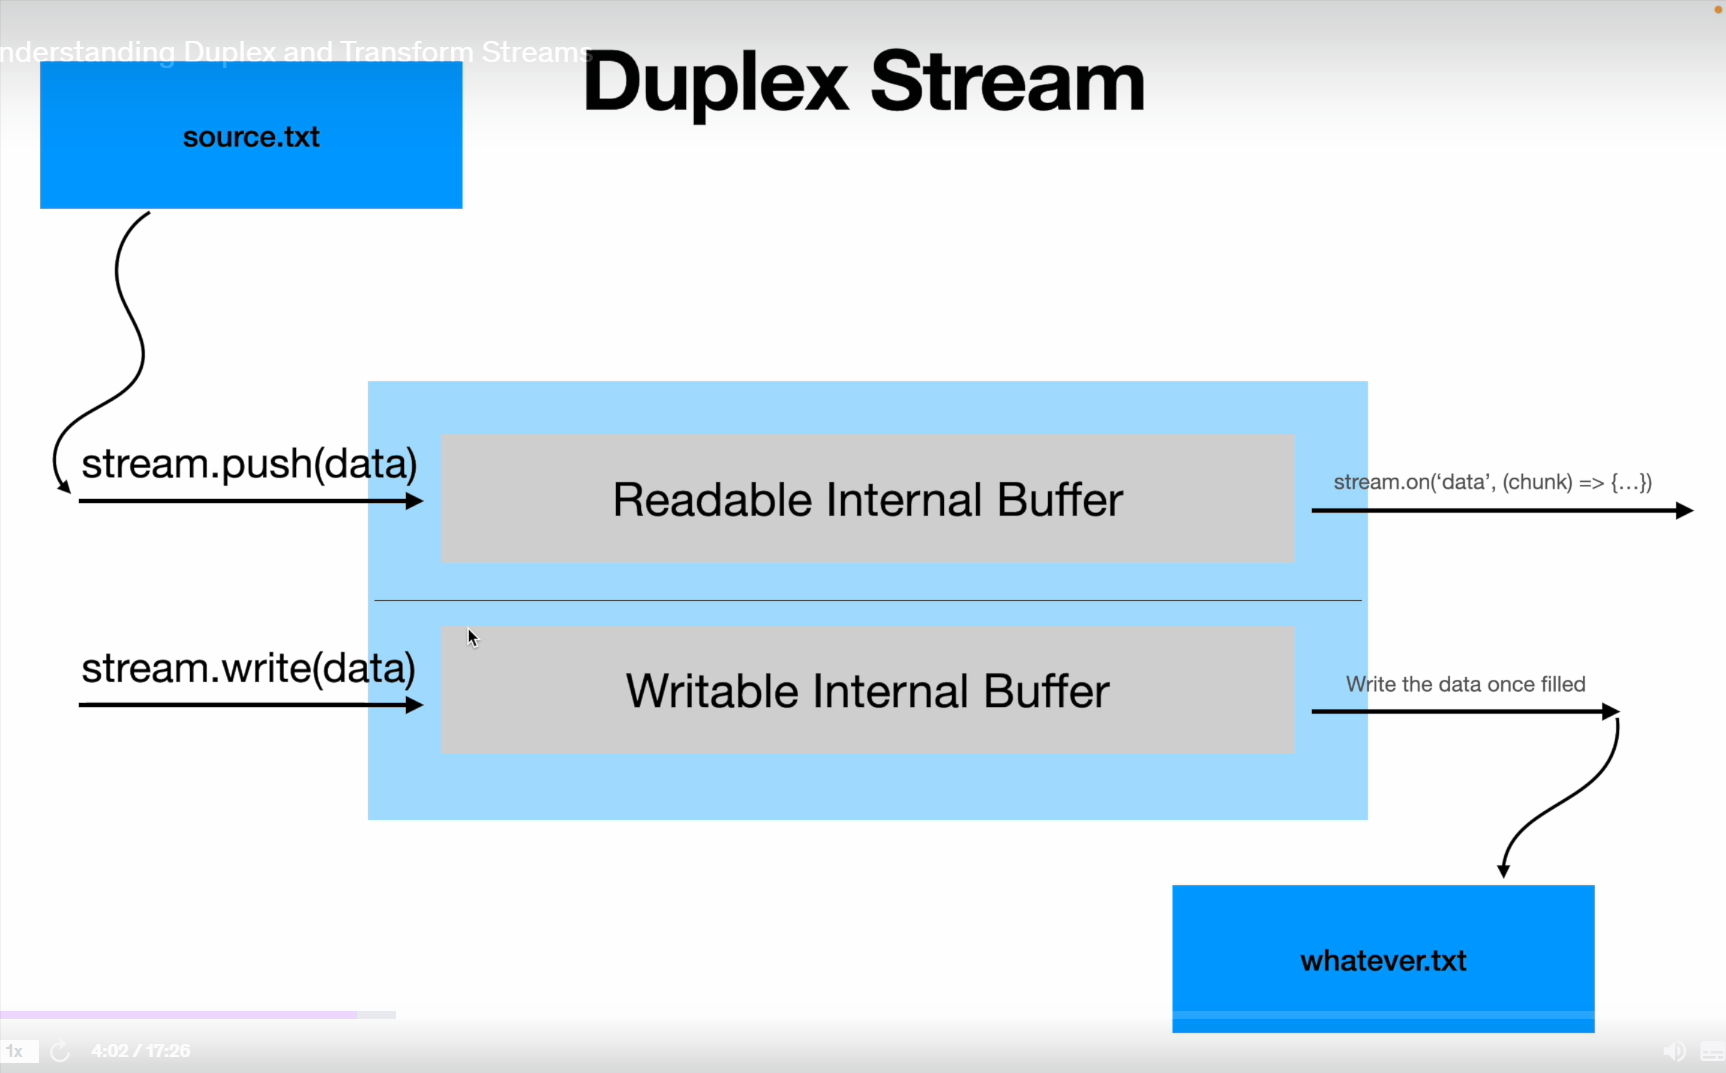 nderstanding Duplex and Transform Streams
Duplex Stream
source.txt
stream.push(data)
Readable Internal Buffer
stream.on(‘data’, (chunk) => {…})
stream.write(data)
Writable Internal Buffer
Write the data once filled
whatever.txt
1x
4:02 / 17:26